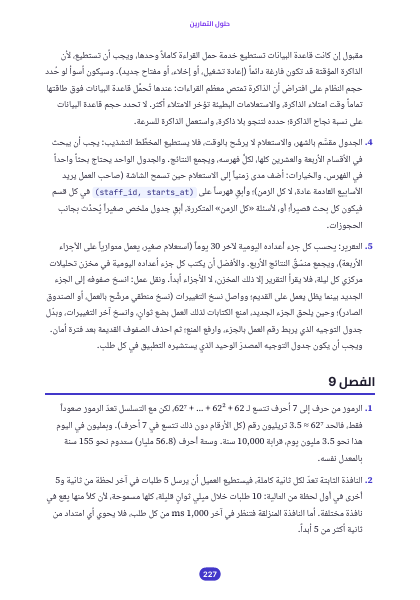 حلول التمارين
مقبول إن كانت قاعدة البيانات تستطيع خدمة حمل القراءة كاملاً وحدها، ويجب أن تستطيع، لأن
الذاكرة المؤقتة قد تكون فارغة دائماً (إعادة تشغيل، أو إخلاء، أو مفتاح جديد). وسيكون أسوأ لو حُدد
حجم النظام على افتراض أن الذاكرة تمتص معظم القراءات: عندها تُحمَّل قاعدة البيانات فوق طاقتها
تماماً وقت امتلاء الذاكرة، والاستعلامات البطيئة تؤخر الامتلاء أكثر. لا تحدد حجم قاعدة البيانات
على نسبة نجاح الذاكرة؛ حدده لتنجو بلا ذاكرة، واستعمل الذاكرة للسرعة.
4. الجدول مقسَّم بالشهر، والاستعلام لا يرشح بالوقت، فلا يستطيع المخطِّط التشذيب: يجب أن يبحث
في الأقسام الأربعة والعشرين كلها، لكلٍّ فهرسه، ويجمع النتائج. والجدول الواحد يحتاج بحثاً واحداً
في الفهرس. والخيارات: أضف مدى زمنياً إلى الاستعلام حين تسمح الشاشة (صاحب العمل يريد
الأسابيع القادمة عادة، لا كل الزمن)؛ وأبقِ فهرساً على (staff_id, starts_at) في كل قسم
فيكون كل بحث قصيراً؛ أو، لأسئلة «كل الزمن» المتكررة، أبقِ جدول ملخص صغيراً يُحدَّث بجانب
الحجوزات.
5. التقرير: يحسب كل جزء أعداده اليومية لآخر 30 يوماً (استعلام صغير يعمل متوازياً على الأجزاء
الأربعة)، ويجمع منسِّقٌ النتائج الأربع. والأفضل أن يكتب كل جزء أعداده اليومية في مخزن تحليلات
مركزي كل ليلة، فلا يقرأ التقرير إلا ذلك المخزن، لا الأجزاء أبداً. ونقل عمل: انسخ صفوفه إلى الجزء
الجديد بينما يظل يعمل على القديم؛ وواصل نسخ التغييرات (نسخ منطقي مرشَّح بالعمل، أو الصندوق
الصادر)؛ وحين يلحق الجزء الجديد، امنع الكتابات لذلك العمل بضع ثوانٍ، وانسخ آخر التغييرات، وبدّل
جدول التوجيه الذي يربط رقم العمل بالجزء، وارفع المنع؛ ثم احذف الصفوف القديمة بعد فترة أمان.
ويجب أن يكون جدول التوجيه المصدرَ الوحيد الذي يستشيره التطبيق في كل طلب.
الفصل 9
1. الرموز من حرف إلى 7 أحرف تتسع لـ 62 + 62² + ... + 62⁷، لكن مع التسلسل تعدّ الرموز صعوداً
فقط، فالحد 62⁷ ≈ 3.5 تريليون رقم (كل الأرقام دون ذلك تتسع في 7 أحرف). وبمليون في اليوم
هذا نحو 3.5 مليون يوم، قرابة 10,000 سنة. وستة أحرف (56.8 مليار) ستدوم نحو 155 سنة
بالمعدل نفسه.
2. النافذة الثابتة تعدّ لكل ثانية كاملة، فيستطيع العميل أن يرسل 5 طلبات في آخر لحظة من ثانية و5
أخرى في أول لحظة من التالية: 10 طلبات خلال ميلي ثوانٍ قليلة، كلها مسموحة، لأن كلاً منها يقع في
نافذة مختلفة. أما النافذة المنزلقة فتنظر في آخر 1,000 ms من كل طلب، فلا يحوي أي امتداد من
ثانية أكثر من 5 أبداً.
227